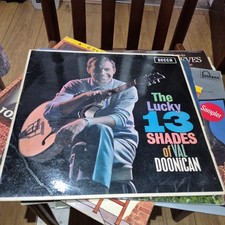 DECCA
The Lucky
13
SHADES
of VAL
DOONICAN